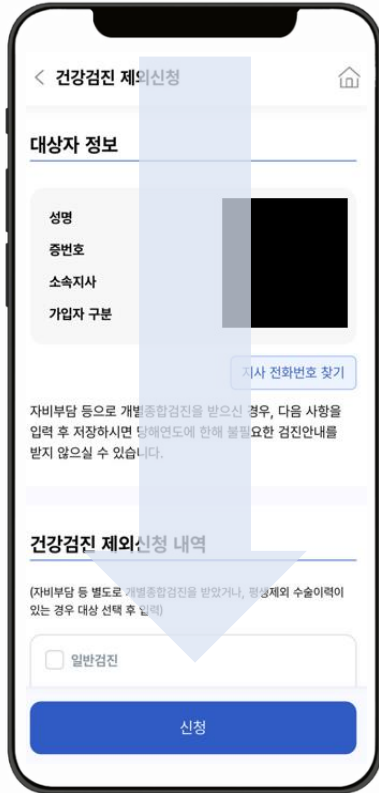 건강검진 제외신청
대상자 정보
성명
증번호
소속지사
가입자 구분
지사 전화번호 찾기
자비부담 등으로 개별종합검진을 받으신 경우, 다음 사항을
입력 후 저장하시면 당해연도에 한해 불필요한 검진안내를
받지 않으실 수 있습니다.
건강검진 제외신청 내역
(자비부담 등 별도로 개별종합검진을 받았거나, 평생제외 수술이력이
있는 경우 대상 선택 후 입력)
일반검진
신청